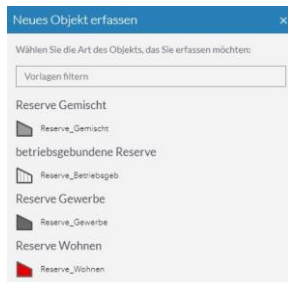 Neues Objekt erfassen ×
Wählen Sie die Art des Objekts, das Sie erfassen möchten:
Vorlagen filtern
Reserve Gemischt
Reserve_Gemischt
betriebsgebundene Reserve
Reserve_Betriebsgeb
Reserve Gewerbe
Reserve_Gewerbe
Reserve Wohnen
Reserve_Wohnen